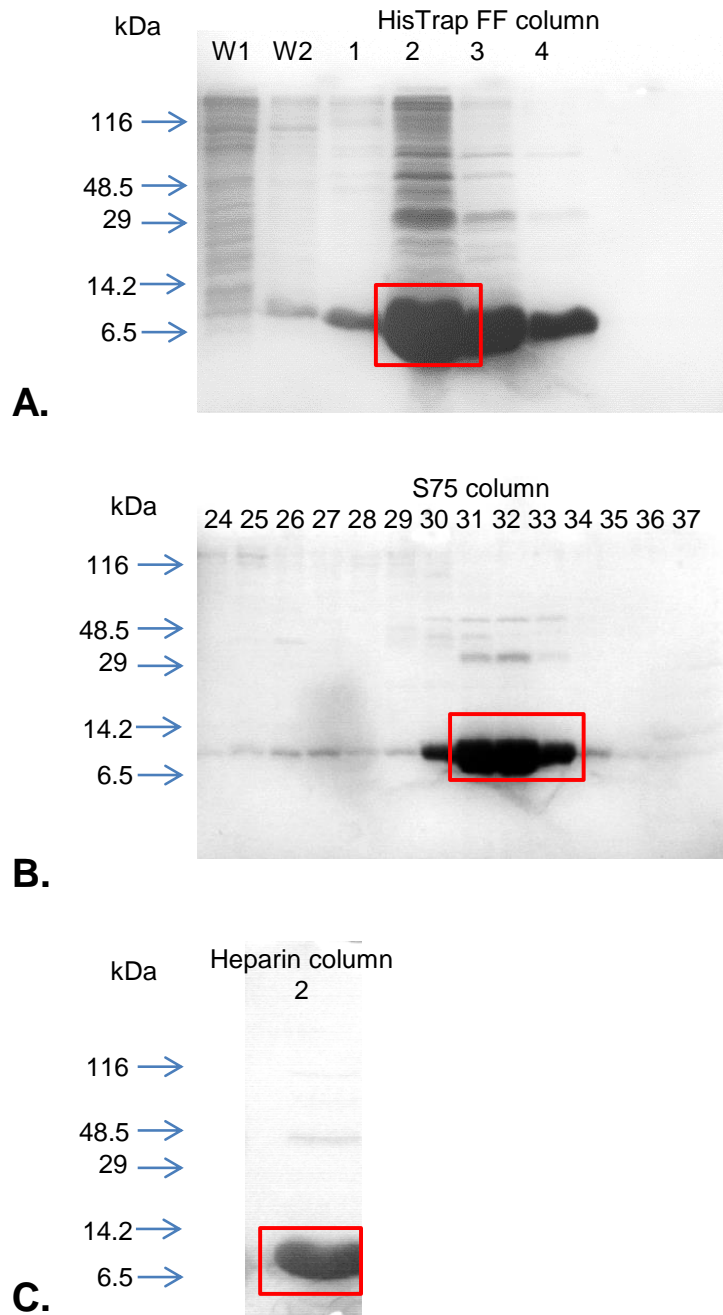 kDa
HisTrap FF column
W1 W2 1 2 3 4
116
48.5
29
14.2
6.5
A.
kDa
S75 column
24 25 26 27 28 29 30 31 32 33 34 35 36 37
116
48.5
29
14.2
6.5
B.
kDa
Heparin column
2
116
48.5
29
14.2
6.5
C.